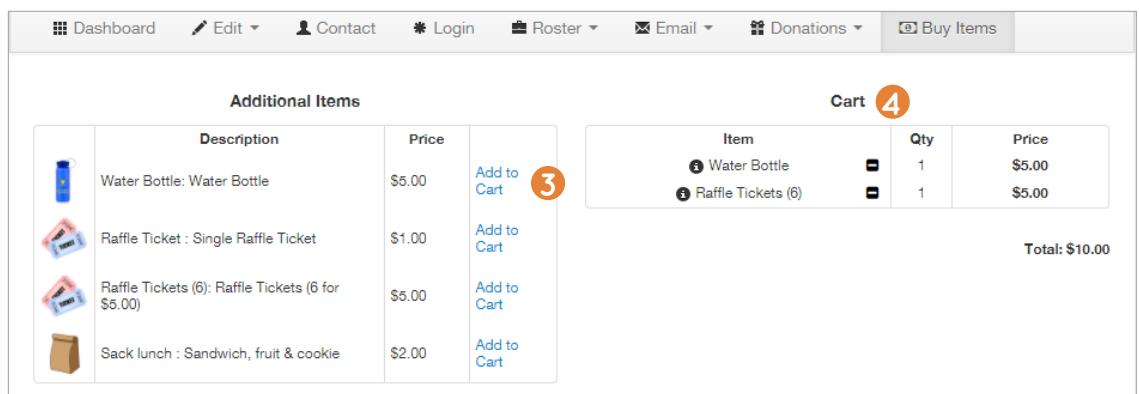 Dashboard Edit Contact Login Roster Email Donations Buy Items
Additional Items
Description Price
Water Bottle: Water Bottle $5.00 Add to
Cart
3
Raffle Ticket : Single Raffle Ticket $1.00 Add to
Cart
Raffle Tickets (6): Raffle Tickets (6 for
$5.00) $5.00 Add to
Cart
Sack lunch : Sandwich, fruit & cookie $2.00 Add to
Cart
Cart 4
Item Qty Price
Water Bottle 1 $5.00
Raffle Tickets (6) 1 $5.00
Total: $10.00